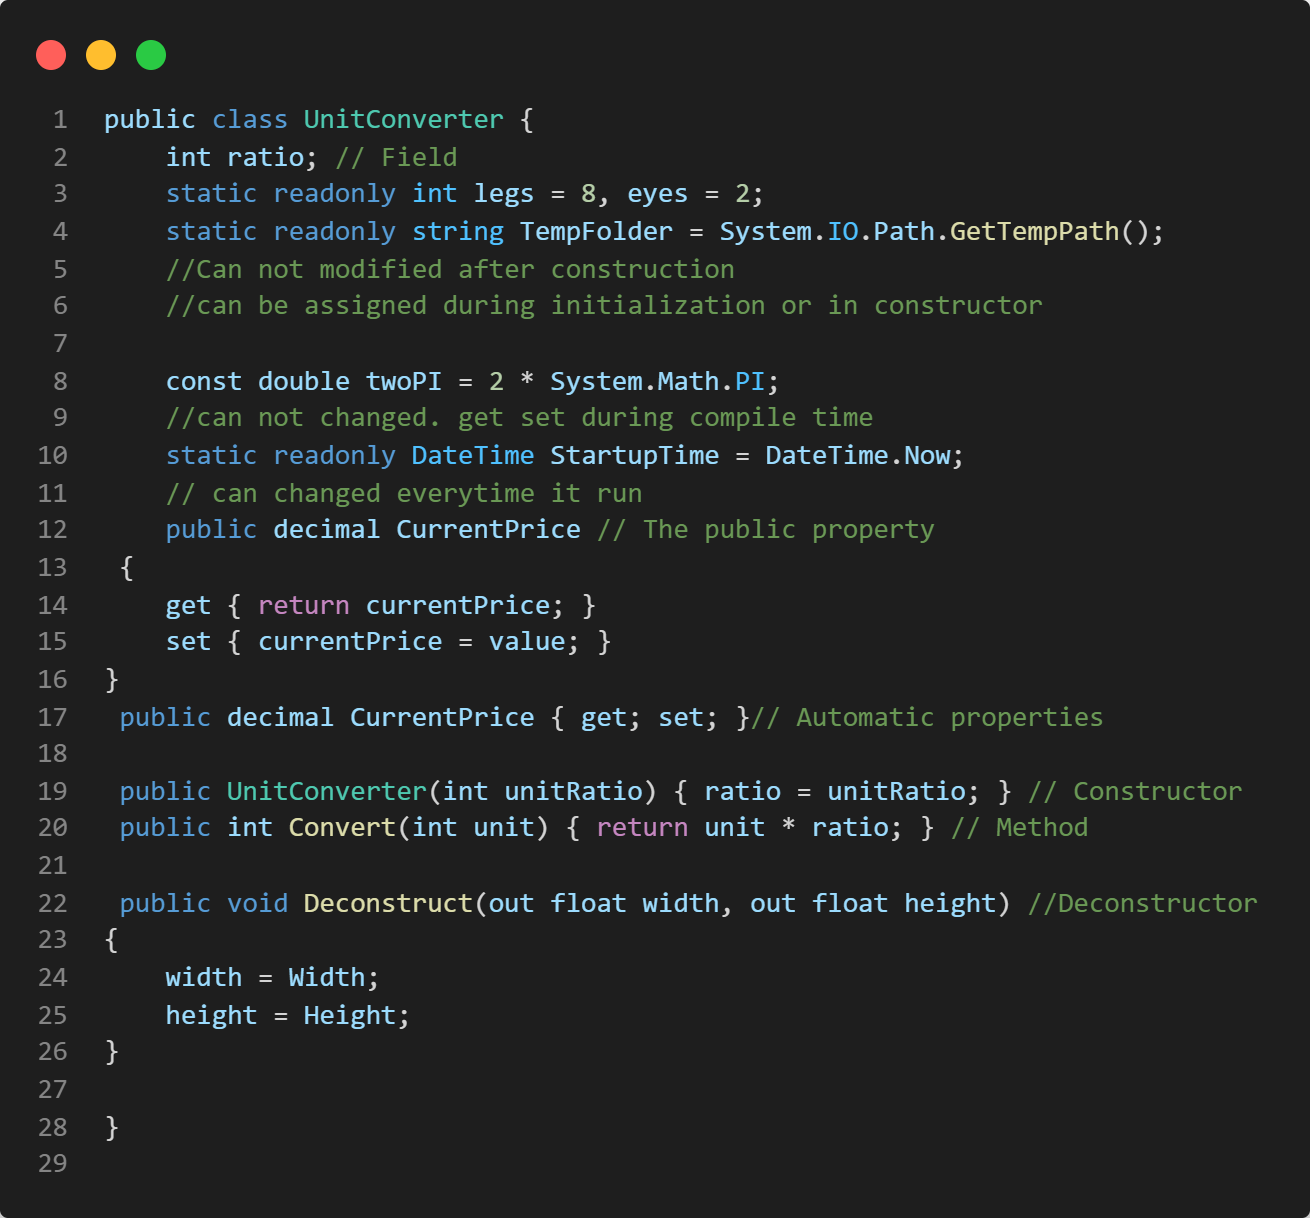 1 public class UnitConverter {
2 int ratio; // Field
3 static readonly int legs = 8, eyes = 2;
4 static readonly string TempFolder = System.IO.Path.GetTempPath();
5 //Can not modified after construction
6 //can be assigned during initialization or in constructor
7
8 const double twoPI = 2 * System.Math.PI;
9 //can not changed. get set during compile time
10 static readonly DateTime StartupTime = DateTime.Now;
11 // can changed everytime it run
12 public decimal CurrentPrice // The public property
13 {
14 get { return currentPrice; }
15 set { currentPrice = value; }
16 }
17 public decimal CurrentPrice { get; set; }// Automatic properties
18
19 public UnitConverter(int unitRatio) { ratio = unitRatio; } // Constructor
20 public int Convert(int unit) { return unit * ratio; } // Method
21
22 public void Deconstruct(out float width, out float height) //Deconstructor
23 {
24 width = Width;
25 height = Height;
26 }
27
28 }
29